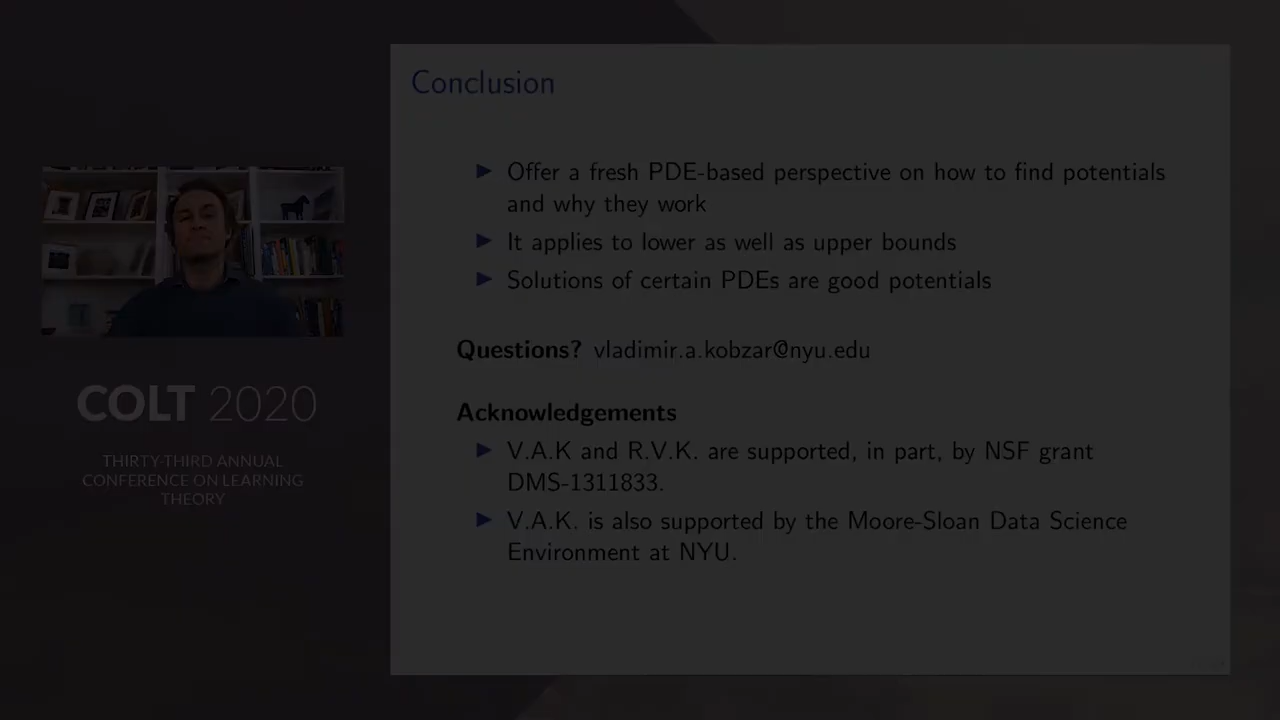 Conclusion
▶ Offer a fresh PDE-based perspective on how to find potentials
and why they work
▶ It applies to lower as well as upper bounds
▶ Solutions of certain PDEs are good potentials
Questions? vladimir.a.kobzar@nyu.edu
Acknowledgements
▶ V.A.K and R.V.K. are supported, in part, by NSF grant
DMS-1311833.
▶ V.A.K. is also supported by the Moore-Sloan Data Science
Environment at NYU.
COLT 2020
THIRTY-THIRD ANNUAL
CONFERENCE ON LEARNING
THEORY